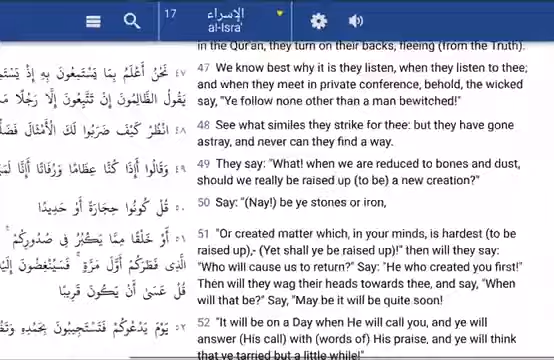 17
الإسراء
al-Isra'
in the Qur'an, they turn on their backs, fleeing (from the Truth).
٤٧ نَحْنُ أَعْلَمُ بِمَا يَسْتَمِعُونَ بِهِ إِذْ
47 We know best why it is they listen, when they listen to thee;
and when they meet in private conference, behold, the wicked
يَقُولُ الظَّالِمُونَ إِن تَتَّبِعُونَ إِلَّا رَجُلًا
say, "Ye follow none other than a man bewitched!"
٤٨ انظُرْ كَيْفَ ضَرَبُوا لَكَ الْأَمْثَالَ
48 See what similes they strike for thee: but they have gone
astray, and never can they find a way.
٤٩ وَقَالُوا أَإِذَا كُنَّا عِظَامًا وَرُفَاتًا أَإِنَّا
49 They say: "What! when we are reduced to bones and dust,
should we really be raised up (to be) a new creation?"
٥٠ قُلْ كُونُوا حِجَارَةً أَوْ حَدِيدًا
50 Say: "(Nay!) be ye stones or iron,
٥١ أَوْ خَلْقًا مِمَّا يَكْبُرُ فِي صُدُورِكُمْ ۚ
51 "Or created matter which, in your minds, is hardest (to be
raised up),- (Yet shall ye be raised up)!" then will they say:
الَّذِي فَطَرَكُمْ أَوَّلَ مَرَّةٍ ۚ فَسَيُنْغِضُونَ
"Who will cause us to return?" Say: "He who created you first!"
Then will they wag their heads towards thee, and say, "When
قُلْ عَسَىٰ أَن يَكُونَ قَرِيبًا
will that be?" Say, "May be it will be quite soon!
٥٢ يَوْمَ يَدْعُوكُمْ فَتَسْتَجِيبُونَ بِحَمْدِهِ
52 "It will be on a Day when He will call you, and ye will
answer (His call) with (words of) His praise, and ye will think
that ye tarried but a little while!"